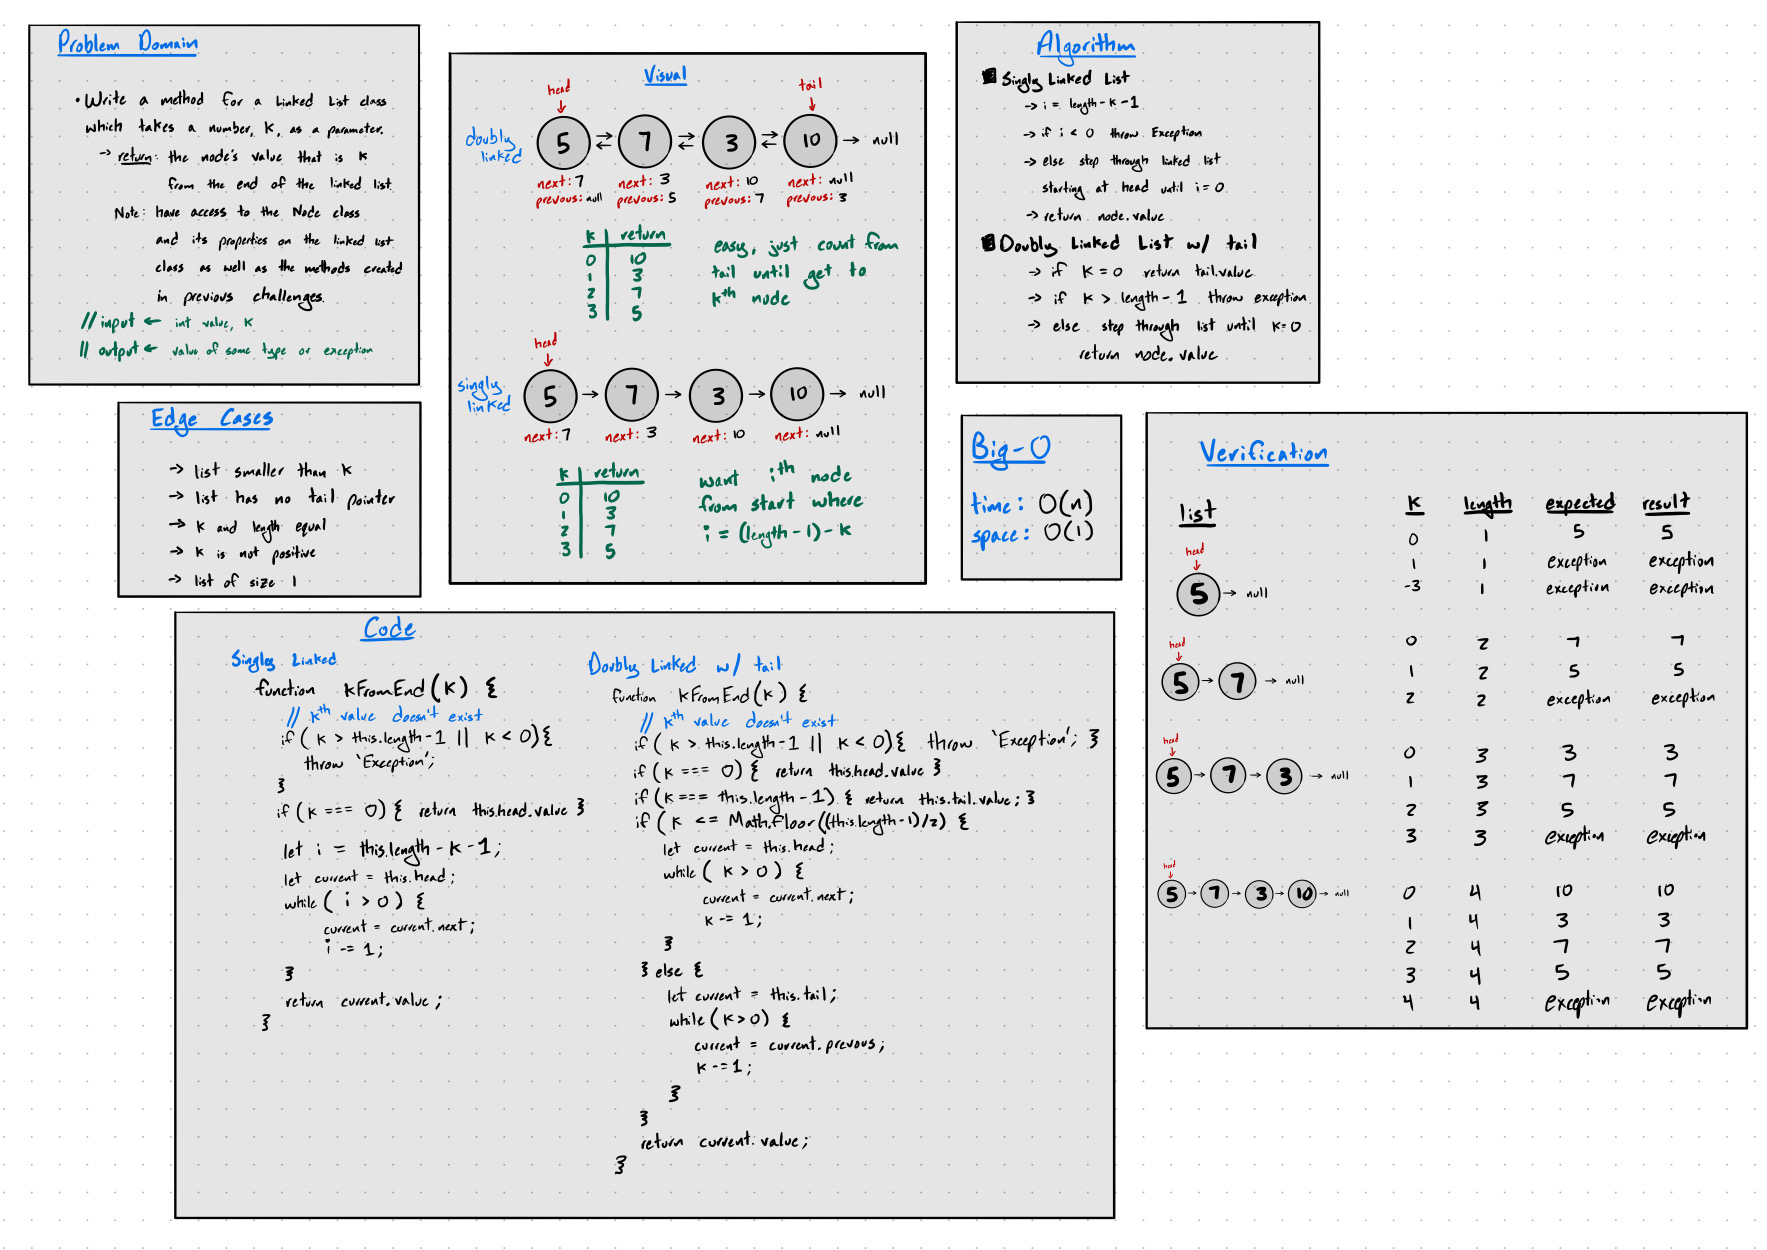 Problem Domain
• Write a method for a Linked List class
which takes a number, K, as a parameter.
→ return: the node's value that is K
from the end of the linked list.
Note: have access to the Node class
and its properties on the linked list
class as well as the methods created
in previous challenges.
// input ← int value, K
// output ← value of some type or exception
Edge Cases
→ list smaller than K
→ list has no tail pointer
→ K and length equal
→ K is not positive
→ list of size 1
Visual
head
tail
doubly
linked
5 ⇄ 7 ⇄ 3 ⇄ 10 → null
next: 7 next: 3 next: 10 next: null
prevous: null prevous: 5 prevous: 7 prevous: 3
K return
0 10
1 3
2 7
3 5
easy, just count from
tail until get to
kth node
head
singly
linked
5 → 7 → 3 → 10 → null
next: 7 next: 3 next: 10 next: null
K return
0 10
1 3
2 7
3 5
want ith node
from start where
i = (length-1) - K
Algorithm
Singly Linked List
→ i = length-K-1
→ if i < 0 throw Exception
→ else step through linked list
starting at head until i=0
→ return node.value
Doubly Linked List w/ tail
→ if K=0 return tail.value
→ if K > length-1 throw exception
→ else step through list until K=0
return node.value
Big-O
time: O(n)
space: O(1)
Verification
list K length expected result
head
5 → null
0 1 5 5
1 1 exception exception
-3 1 exception exception
head
5 → 7 → null
0 2 7 7
1 2 5 5
2 2 exception exception
head
5 → 7 → 3 → null
0 3 3 3
1 3 7 7
2 3 5 5
3 3 exception exception
head
5 → 7 → 3 → 10 → null
0 4 10 10
1 4 3 3
2 4 7 7
3 4 5 5
4 4 exception exception
Code
Singley Linked
function kFromEnd(K) {
// Kth value doesn't exist
if ( K > this.length-1 || K < 0){
throw 'Exception';
}
if (K === 0) { return this.head.value }
let i = this.length-K-1;
let current = this.head;
while ( i > 0) {
current = current.next;
i -= 1;
}
return current.value;
}
Doubly Linked w/ tail
function kFromEnd(K) {
// Kth value doesn't exist
if ( K > this.length-1 || K < 0){ throw 'Exception'; }
if (K === 0) { return this.head.value }
if (K === this.length-1) { return this.tail.value; }
if ( K <= Math.floor((this.length-1)/2) {
let current = this.head;
while ( K > 0) {
current = current.next;
K -= 1;
}
} else {
let current = this.tail;
while (K>0) {
current = current.prevous;
K -= 1;
}
}
return current.value;
}